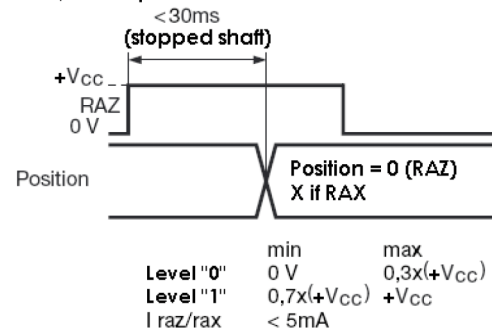 <30ms
(stopped shaft)
+Vcc
RAZ
0 V
Position
Position = 0 (RAZ)
X if RAX
min max
Level "0" 0 V 0,3x(+Vcc)
Level "1" 0,7x(+Vcc) +Vcc
I raz/rax < 5mA